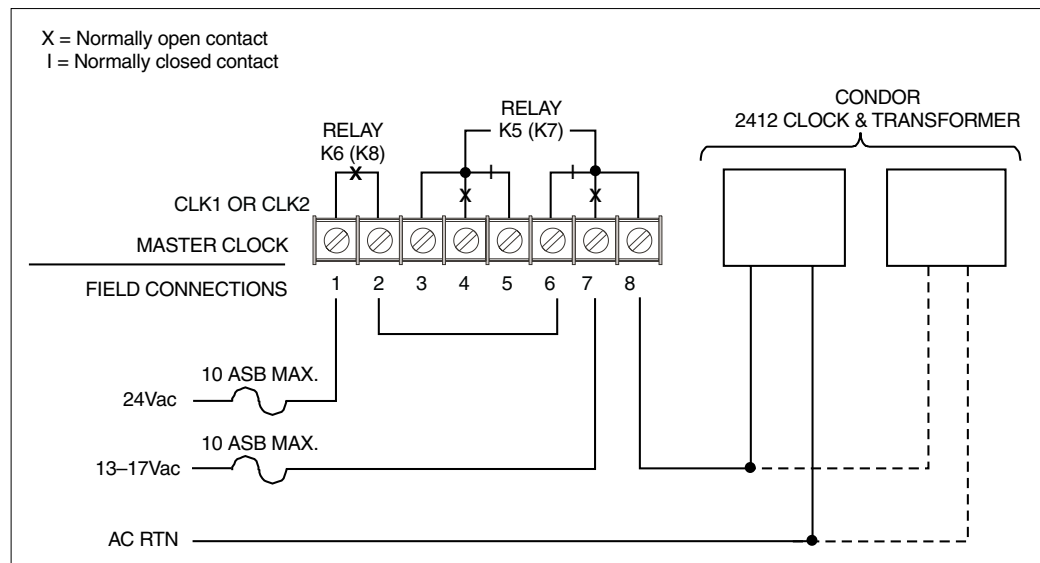 X = Normally open contact
I = Normally closed contact
RELAY
K6 (K8)
RELAY
K5 (K7)
CONDOR
2412 CLOCK & TRANSFORMER
X
I
I
X
X
CLK1 OR CLK2
MASTER CLOCK
FIELD CONNECTIONS
1 2 3 4 5 6 7 8
10 ASB MAX.
24Vac
10 ASB MAX.
13–17Vac
AC RTN